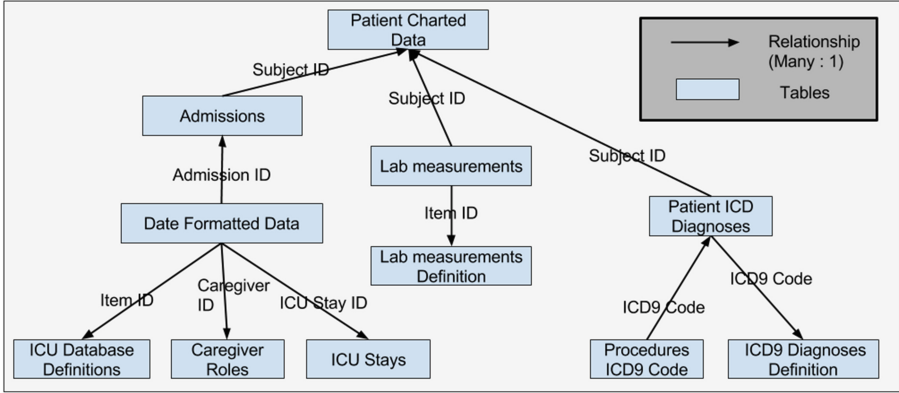 Patient Charted
Data
Relationship
(Many : 1)
Tables
Subject ID
Subject ID
Subject ID
Admissions
Lab measurements
Admission ID
Item ID
Date Formatted Data
Patient ICD
Diagnoses
Lab measurements
Definition
Item ID
Caregiver
ID
ICU Stay ID
ICD9 Code
ICD9 Code
ICU Database
Definitions
Caregiver
Roles
ICU Stays
Procedures
ICD9 Code
ICD9 Diagnoses
Definition